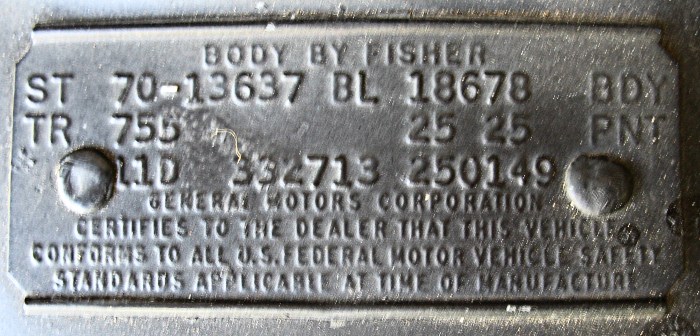 BODY BY FISHER
ST 70-13637 BL 18678 BDY
TR 755 25 25 PNT
11D 332713 250149
GENERAL MOTORS CORPORATION
CERTIFIES TO THE DEALER THAT THIS VEHICLE
CONFORMS TO ALL U.S. FEDERAL MOTOR VEHICLE SAFETY
STANDARDS APPLICABLE AT TIME OF MANUFACTURE